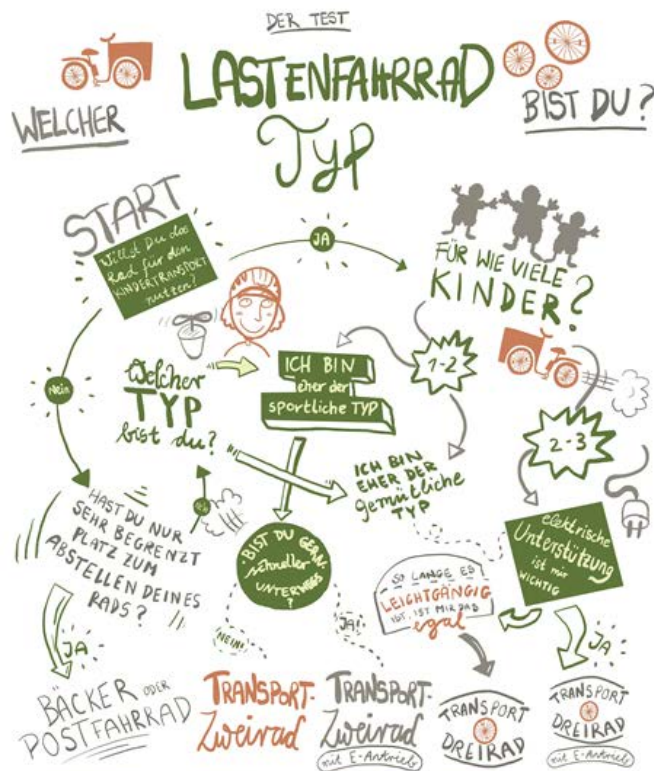 DER TEST
LASTENFAHRRAD
WELCHER
BIST DU?
TYP
START
Willst Du das
Rad für den
KINDERTRANSPORT
nutzen?
JA
FÜR WIE VIELE
KINDER?
Nein
Welcher
TYP
bist du?
ICH BIN
eher der
sportliche TYP
1-2
2-3
HAST DU NUR
SEHR BEGRENZT
PLATZ ZUM
ABSTELLEN DEINES
RADS?
ICH BIN
EHER DER
gemütliche
TYP
BIST DU GERN
schneller
UNTERWEGS
?
elektrische
Unterstützung
ist mir
WICHTIG
SO LANGE ES
LEICHTGÄNGIG
IST, IST MIR DAS
egal
JA
NEIN!
JA!
JA
BÄCKER ODER
POSTFAHRRAD
TRANSPORT-
Zweirad
TRANSPORT-
Zweirad
mit E-Antrieb
TRANSPORT
DREIRAD
TRANSPORT
DREIRAD
mit E-Antrieb